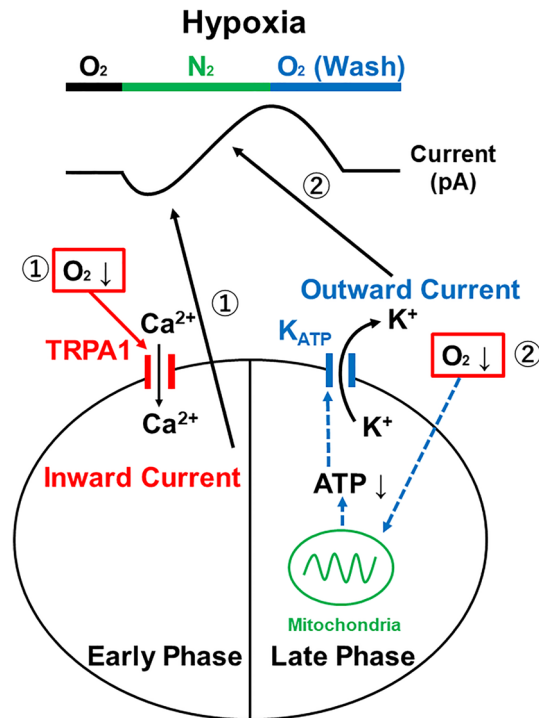 Hypoxia
O₂ N₂ O₂ (Wash)
Current
(pA)
②
① O₂ ↓
①
Outward Current
Ca²⁺
K⁺
TRPA1
K_ATP
O₂ ↓ ②
Ca²⁺
K⁺
Inward Current
ATP ↓
Mitochondria
Early Phase
Late Phase